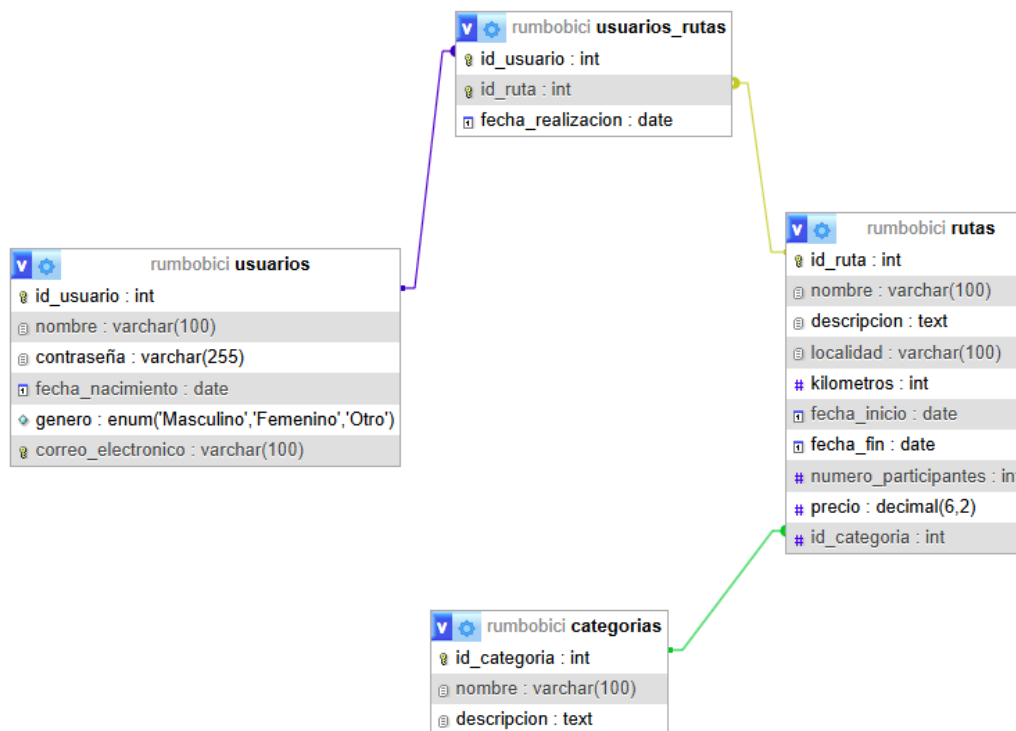 rumbobici usuarios_rutas
id_usuario : int
id_ruta : int
fecha_realizacion : date
rumbobici rutas
id_ruta : int
nombre : varchar(100)
descripcion : text
localidad : varchar(100)
kilometros : int
fecha_inicio : date
fecha_fin : date
numero_participantes : int
precio : decimal(6,2)
id_categoria : int
rumbobici usuarios
id_usuario : int
nombre : varchar(100)
contraseña : varchar(255)
fecha_nacimiento : date
genero : enum('Masculino','Femenino','Otro')
correo_electronico : varchar(100)
rumbobici categorias
id_categoria : int
nombre : varchar(100)
descripcion : text